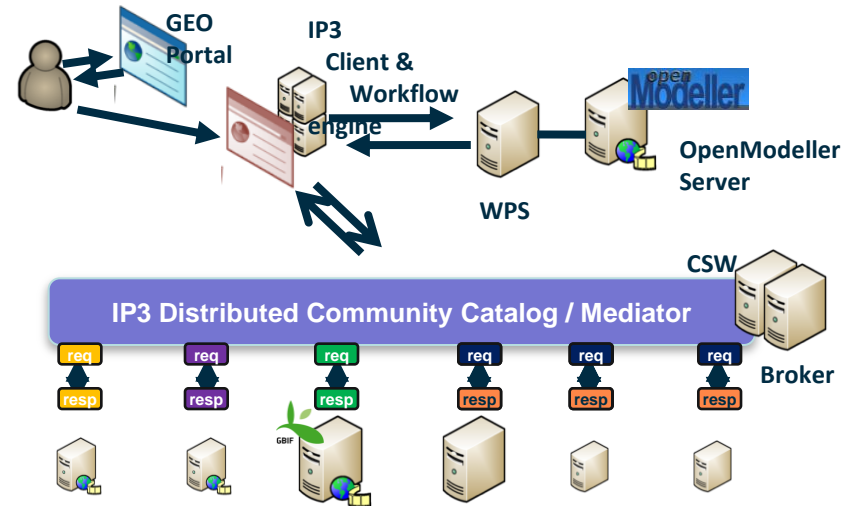 GEO
Portal
IP3
Client &
Workflow
engine
open
Modeller
OpenModeller
Server
WPS
CSW
IP3 Distributed Community Catalog / Mediator
Broker
req req req req req req
resp resp resp resp resp resp
GBIF